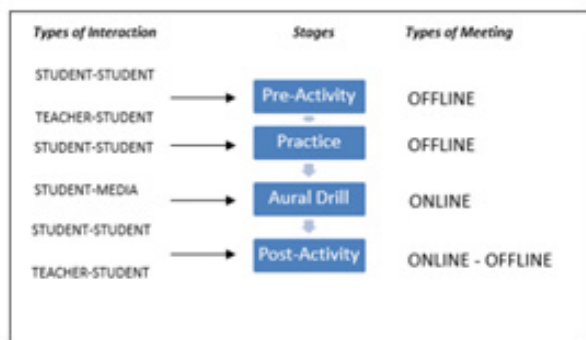 Types of Interaction Stages Types of Meeting
STUDENT-STUDENT
Pre-Activity OFFLINE
TEACHER-STUDENT
STUDENT-STUDENT Practice OFFLINE
STUDENT-MEDIA Aural Drill ONLINE
STUDENT-STUDENT
Post-Activity ONLINE - OFFLINE
TEACHER-STUDENT